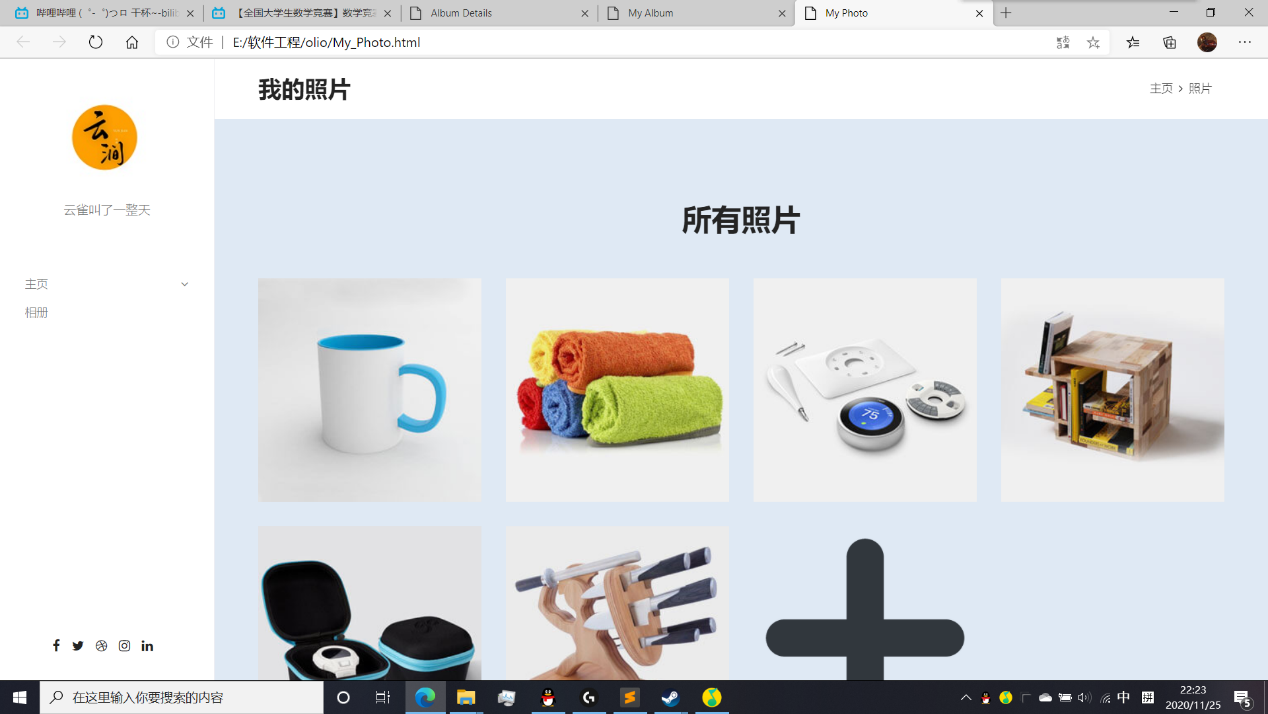 哔哩哔哩 (゜-゜)つロ 干杯~-bilib
【全国大学生数学竞赛】数学竞
Album Details
My Album
My Photo
文件
E:/软件工程/olio/My_Photo.html
云涧
云雀叫了一整天
主页
相册
我的照片
主页 > 照片
所有照片
75
在这里输入你要搜索的内容
中
拼
22:23
2020/11/25
5